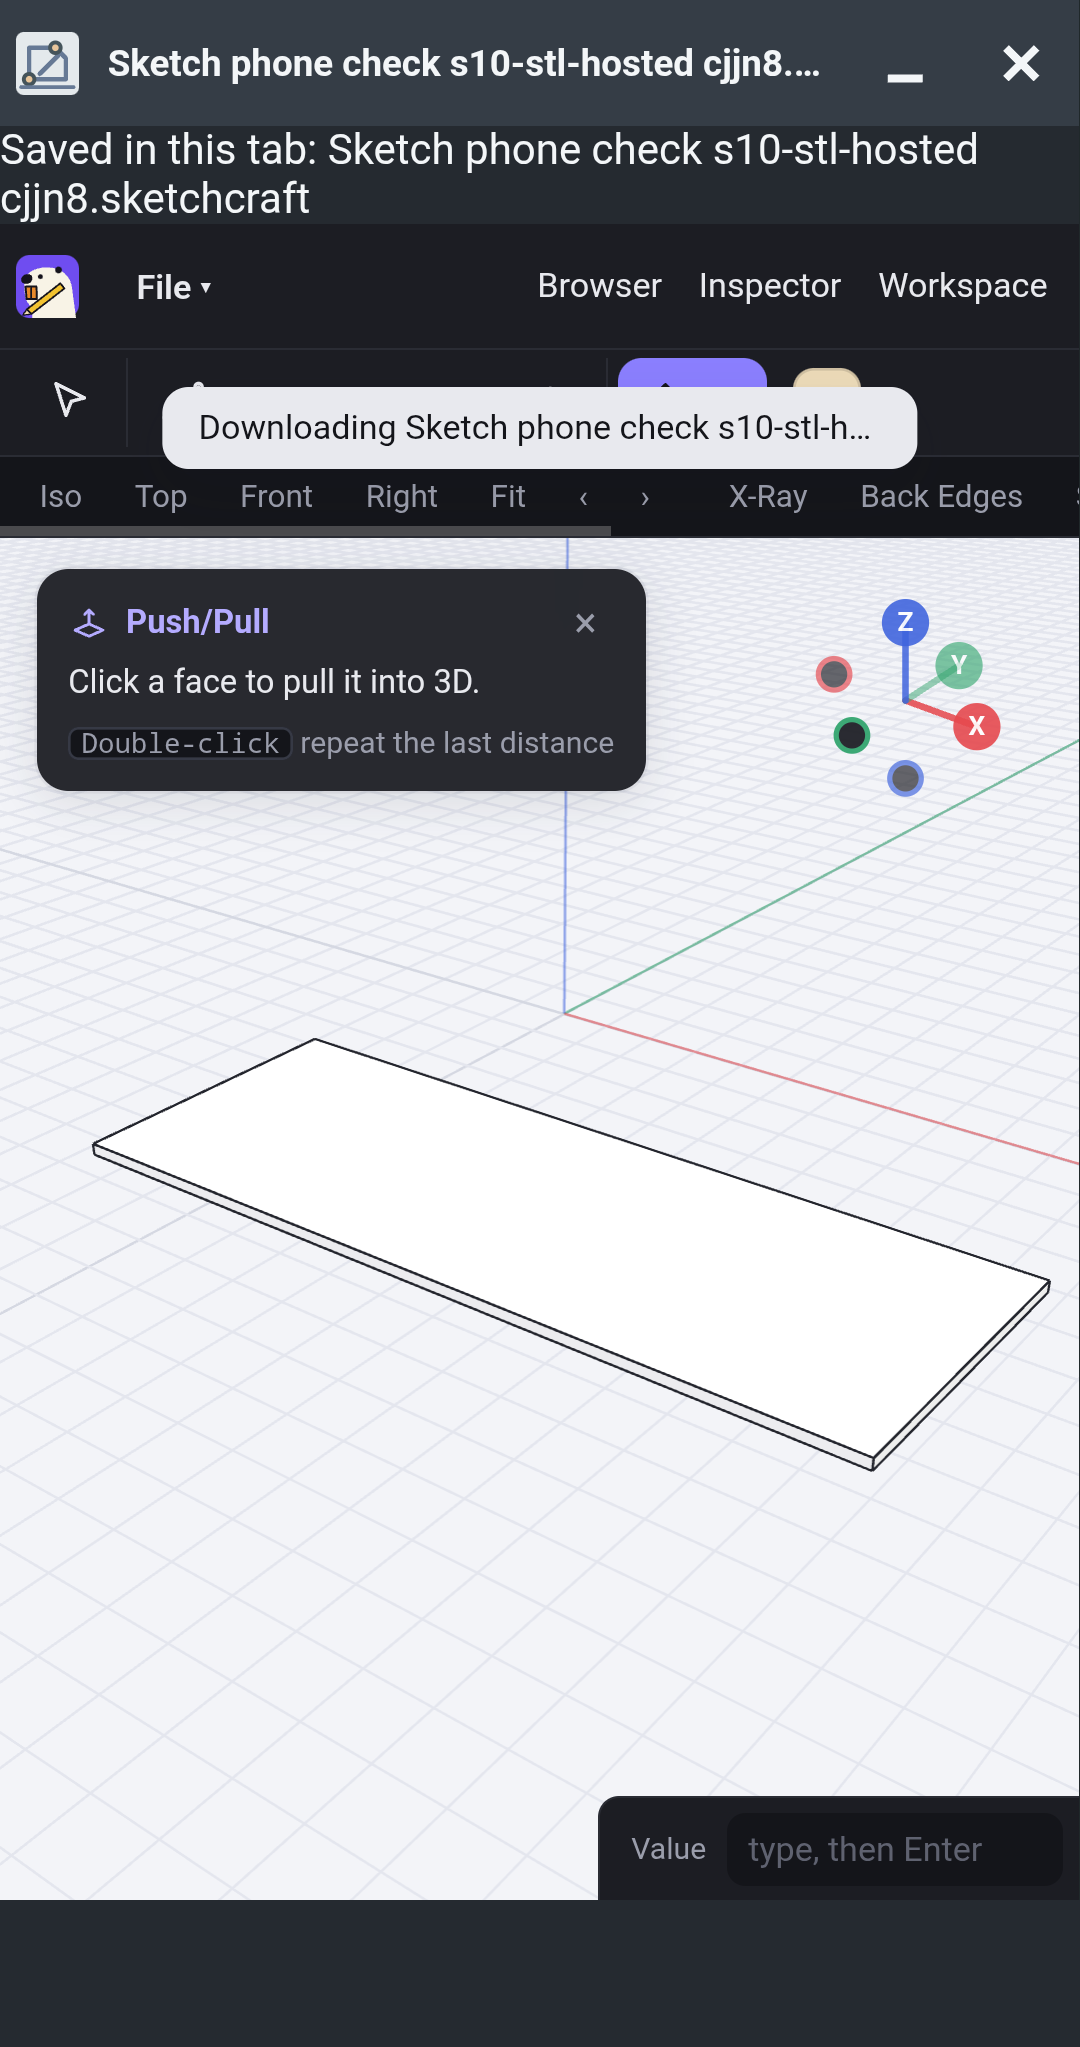 Sketch phone check s10-stl-hosted cjjn8.…
Saved in this tab: Sketch phone check s10-stl-hosted
cjjn8.sketchcraft
File ▾
Browser Inspector Workspace
Downloading Sketch phone check s10-stl-h…
Iso Top Front Right Fit ‹ › X-Ray Back Edges
Push/Pull ×
Click a face to pull it into 3D.
Double-click repeat the last distance
Z
Y
X
Value type, then Enter